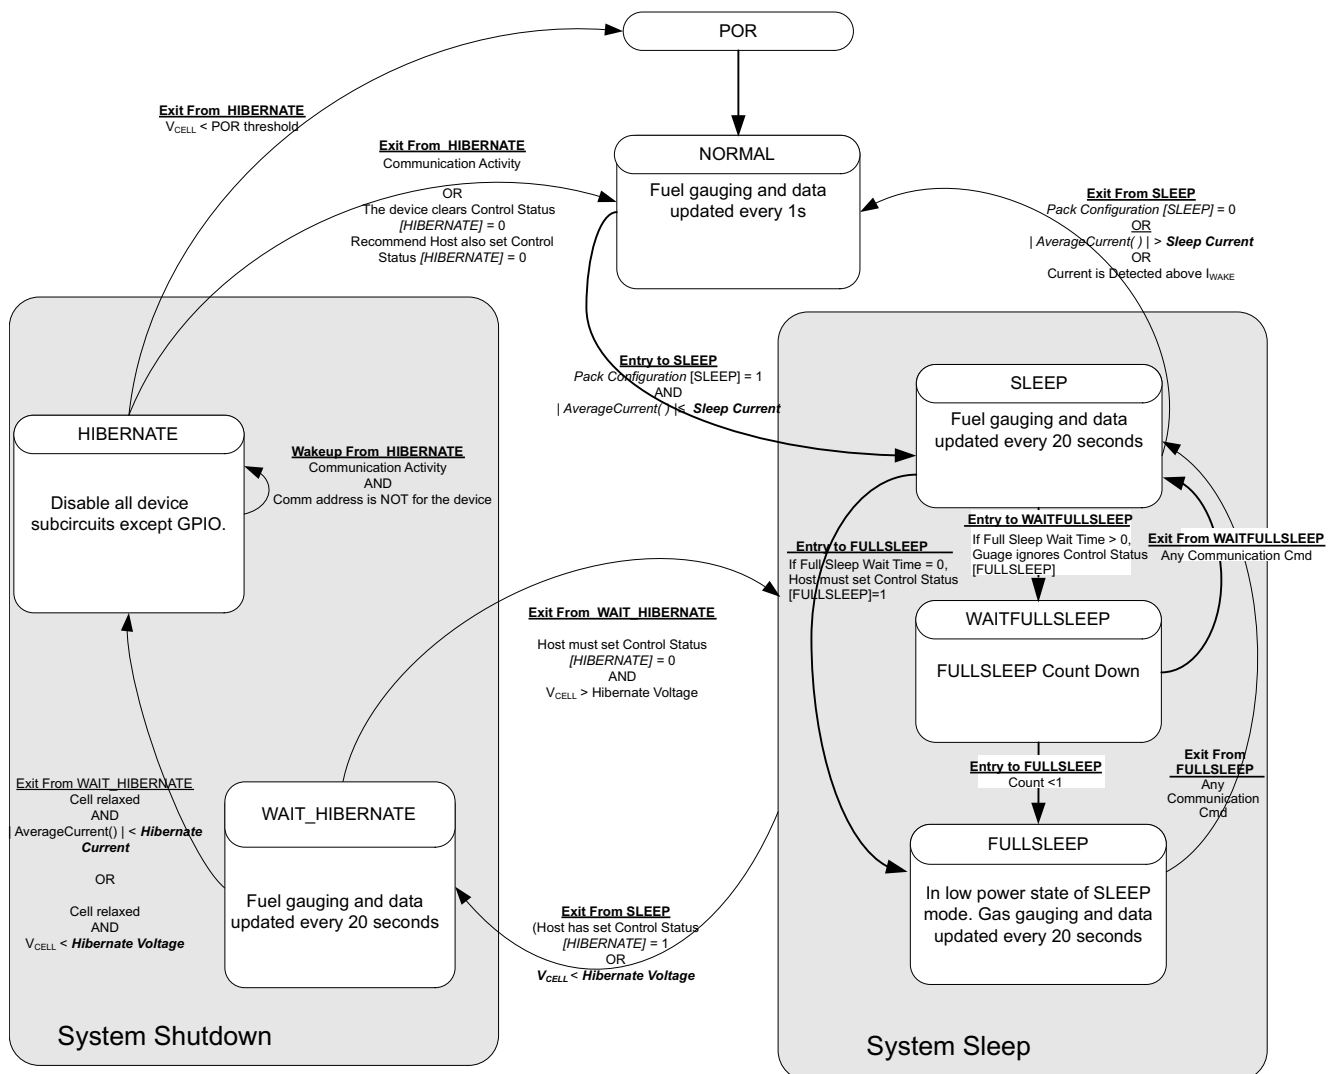 POR
Exit From HIBERNATE
VCELL < POR threshold
Exit From HIBERNATE
Communication Activity
OR
The device clears Control Status
[HIBERNATE] = 0
Recommend Host also set Control
Status [HIBERNATE] = 0
NORMAL
Fuel gauging and data
updated every 1s
Exit From SLEEP
Pack Configuration [SLEEP] = 0
OR
| AverageCurrent( ) | > Sleep Current
OR
Current is Detected above IWAKE
Entry to SLEEP
Pack Configuration [SLEEP] = 1
AND
| AverageCurrent( ) |≤ Sleep Current
SLEEP
Fuel gauging and data
updated every 20 seconds
HIBERNATE
Disable all device
subcircuits except GPIO.
Wakeup From HIBERNATE
Communication Activity
AND
Comm address is NOT for the device
Entry to WAITFULLSLEEP
If Full Sleep Wait Time > 0,
Guage ignores Control Status
[FULLSLEEP]
Exit From WAITFULLSLEEP
Any Communication Cmd
Entry to FULLSLEEP
If Full Sleep Wait Time = 0,
Host must set Control Status
[FULLSLEEP]=1
WAITFULLSLEEP
FULLSLEEP Count Down
Exit From WAIT_HIBERNATE
Host must set Control Status
[HIBERNATE] = 0
AND
VCELL > Hibernate Voltage
Entry to FULLSLEEP
Count <1
Exit From
FULLSLEEP
Any
Communication
Cmd
Exit From WAIT_HIBERNATE
Cell relaxed
AND
| AverageCurrent() | < Hibernate
Current
OR
Cell relaxed
AND
VCELL < Hibernate Voltage
WAIT_HIBERNATE
Fuel gauging and data
updated every 20 seconds
FULLSLEEP
In low power state of SLEEP
mode. Gas gauging and data
updated every 20 seconds
Exit From SLEEP
(Host has set Control Status
[HIBERNATE] = 1
OR
VCELL < Hibernate Voltage
System Shutdown
System Sleep